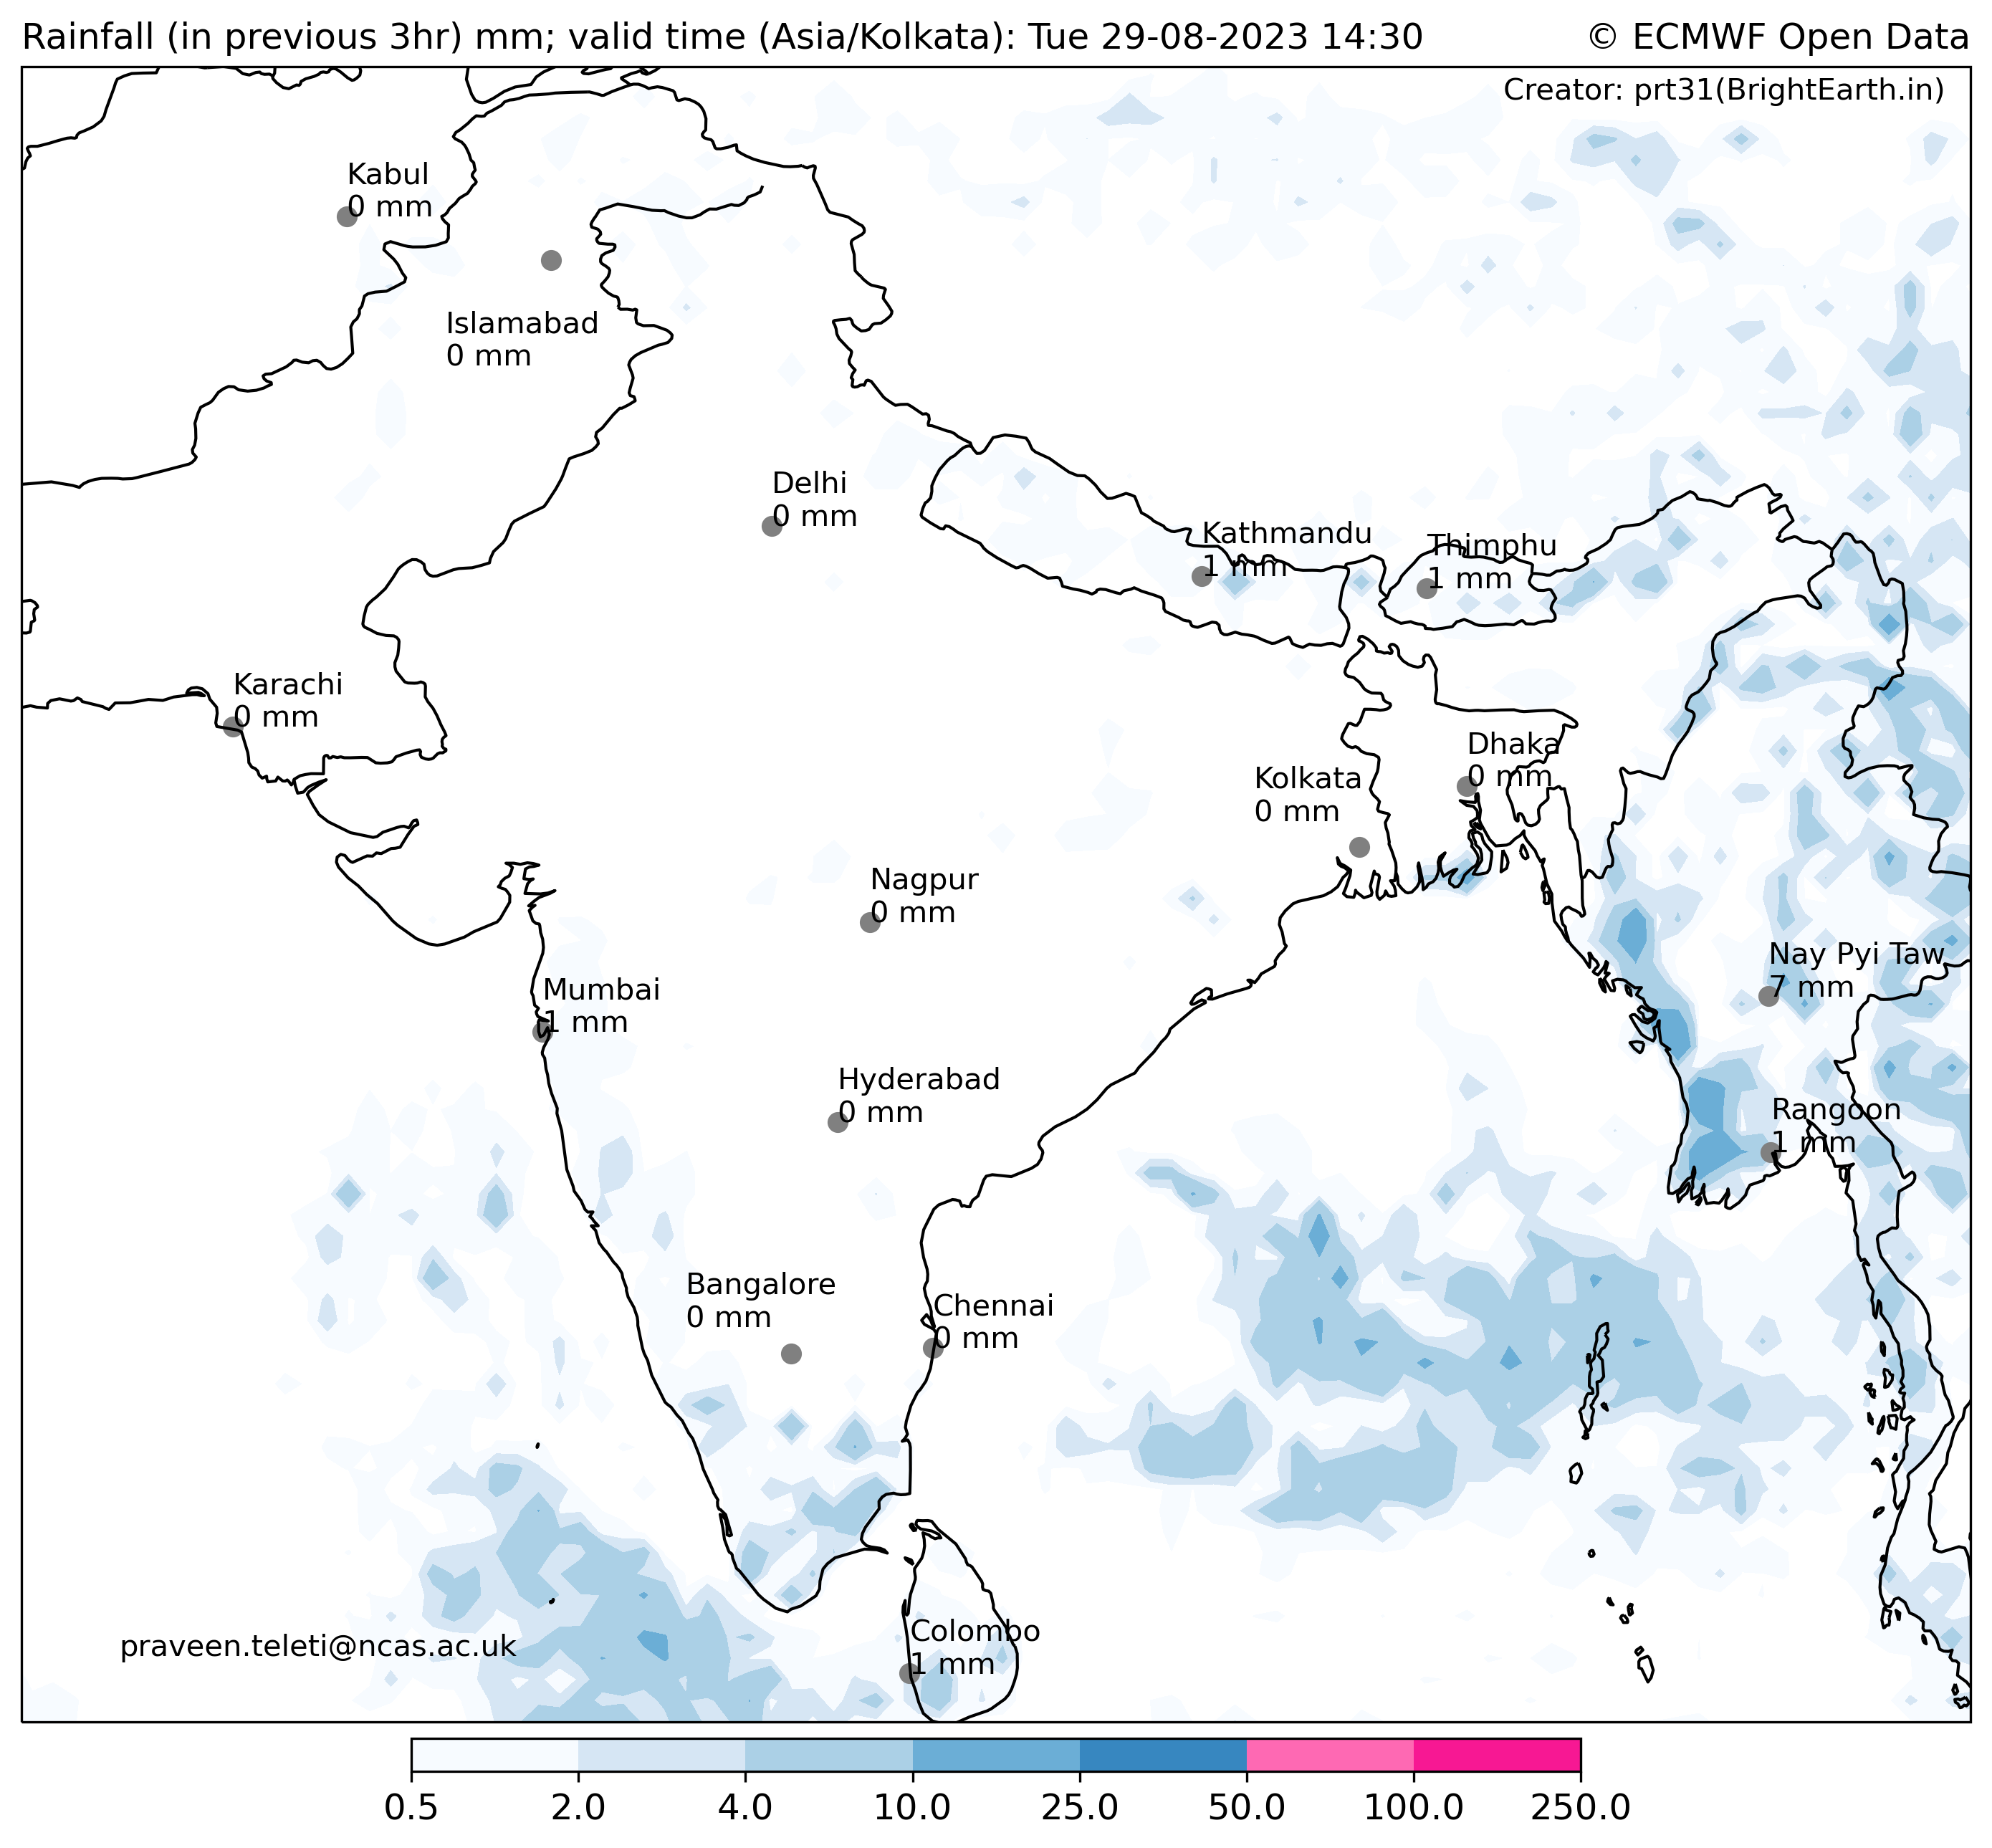 Rainfall (in previous 3hr) mm; valid time (Asia/Kolkata): Tue 29-08-2023 14:30
© ECMWF Open Data
Creator: prt31(BrightEarth.in)
Kabul
0 mm
Islamabad
0 mm
Delhi
0 mm
Kathmandu
1 mm
Thimphu
1 mm
Karachi
0 mm
Dhaka
0 mm
Kolkata
0 mm
Nagpur
0 mm
Nay Pyi Taw
7 mm
Mumbai
1 mm
Hyderabad
0 mm
Rangoon
1 mm
Bangalore
0 mm
Chennai
0 mm
Colombo
1 mm
praveen.teleti@ncas.ac.uk
0.5 2.0 4.0 10.0 25.0 50.0 100.0 250.0